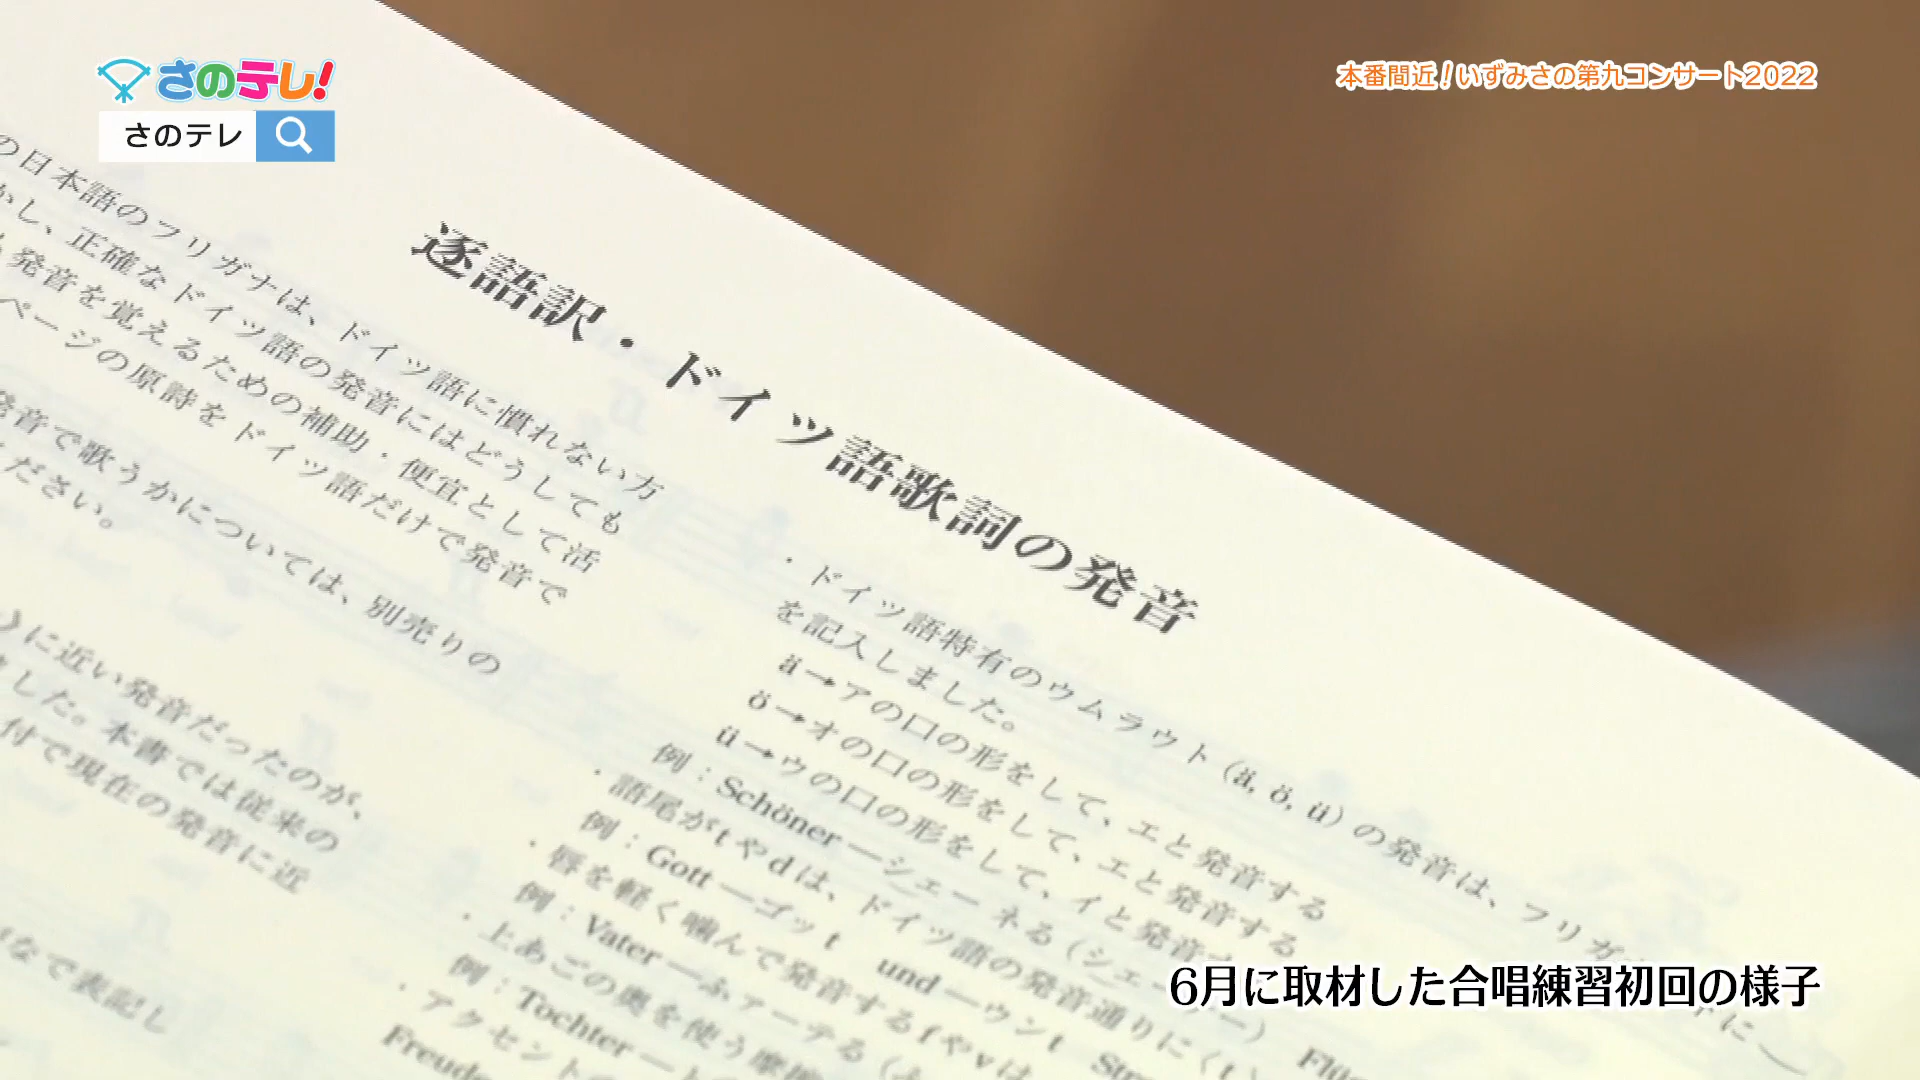 さのテレ!
さのテレ
本番間近!いずみさの第九コンサート2022
逐語訳・ドイツ語歌詞の発音
の日本語のフリガナは、ドイツ語に慣れない方
かし、正確なドイツ語の発音にはどうしても
発音を覚えるための補助・便宜として活
ページの原詩をドイツ語だけで発音で
発音で歌うかについては、別売りの
ください。
に近い発音だったのが、
した。本書では従来の
付で現在の発音に近
がなで表記し
・ドイツ語特有のウムラウト(ä, ö, ü)の発音は、フリガ
を記入しました。
ä→アの口の形をして、エと発音する
ö→オの口の形をして、エと発音する
ü→ウの口の形をして、イと発音す
例:Schöner—シェーネる(シェー
・語尾がtやdは、ドイツ語の発音通りに〈t〉
例:Gott—ゴッt und—ウンt
・唇を軽く噛んで発音するfやvは
例:Vater—ふァーテる
・上あごの奥を使う摩擦
例:Tochter—ト
・アクセントの
Freude
6月に取材した合唱練習初回の様子